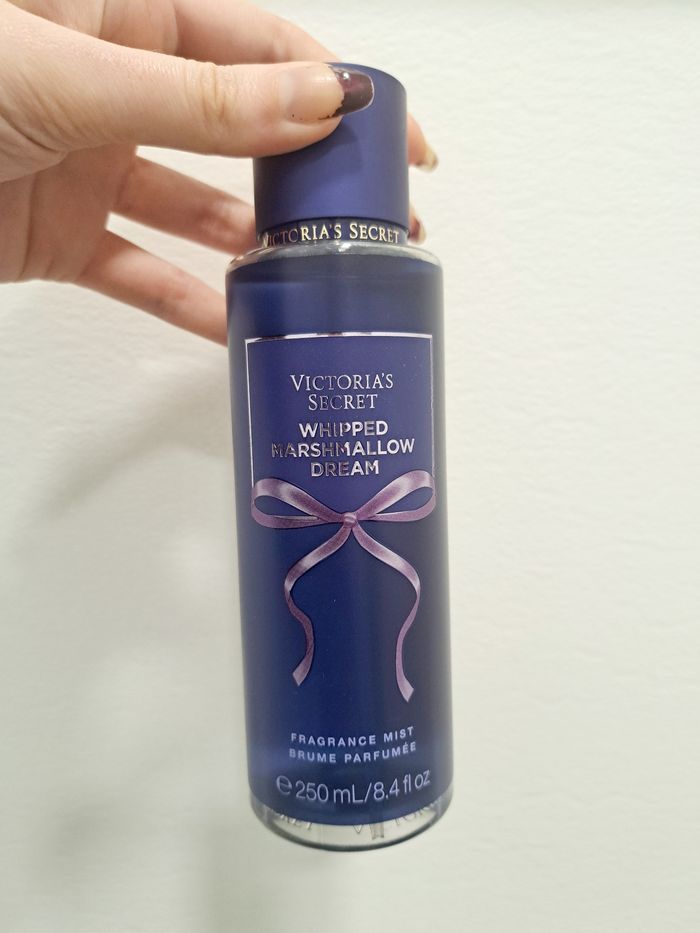 VICTORIA'S SECRET
VICTORIA'S
SECRET
WHIPPED
MARSHMALLOW
DREAM
FRAGRANCE MIST
BRUME PARFUMÉE
℮ 250 mL/8.4 fl oz